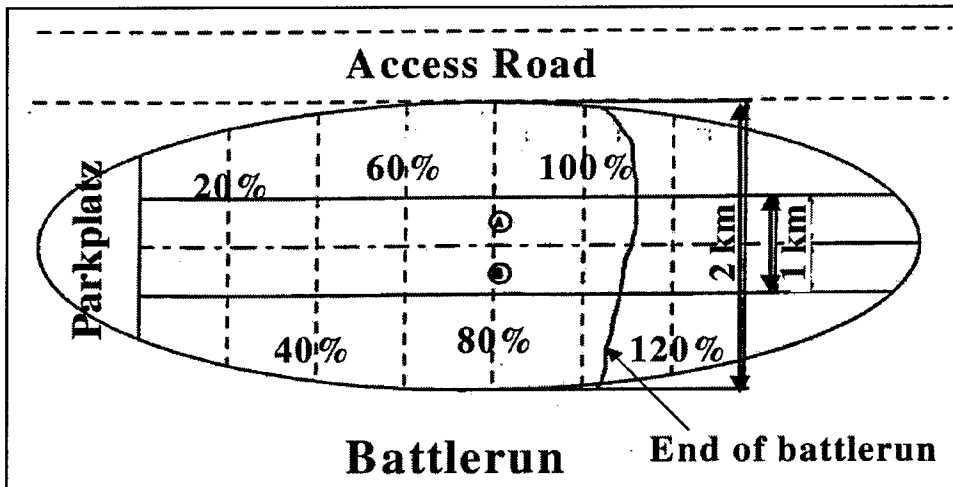 Access Road
60%
100%
20%
A
Parkplatz
2 km
1 km
40%
80%
120%
End of battlerun
Battlerun